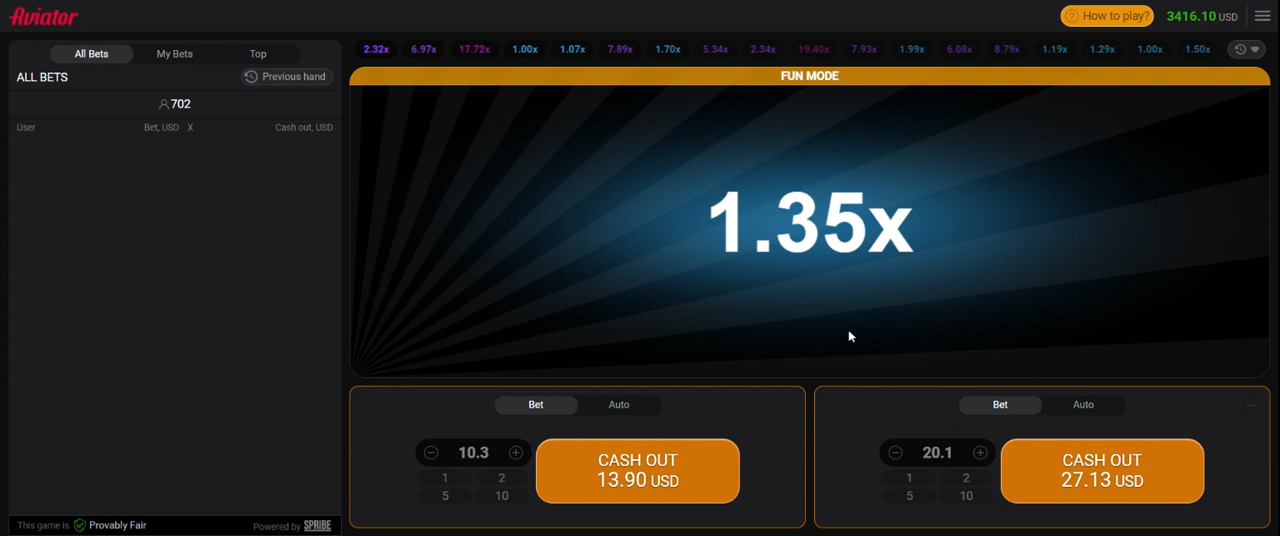 Aviator
? How to play?
3416.10 USD
All Bets My Bets Top
2.32x 6.97x 17.72x 1.00x 1.07x 7.89x 1.70x 5.34x 2.34x 19.40x 7.93x 1.99x 6.08x 8.79x 1.19x 1.29x 1.00x 1.50x
ALL BETS Previous hand
FUN MODE
702
User Bet, USD X Cash out, USD
1.35x
Bet Auto
10.3
1 2
5 10
CASH OUT
13.90 USD
Bet Auto
20.1
1 2
5 10
CASH OUT
27.13 USD
This game is Provably Fair Powered by SPRIBE